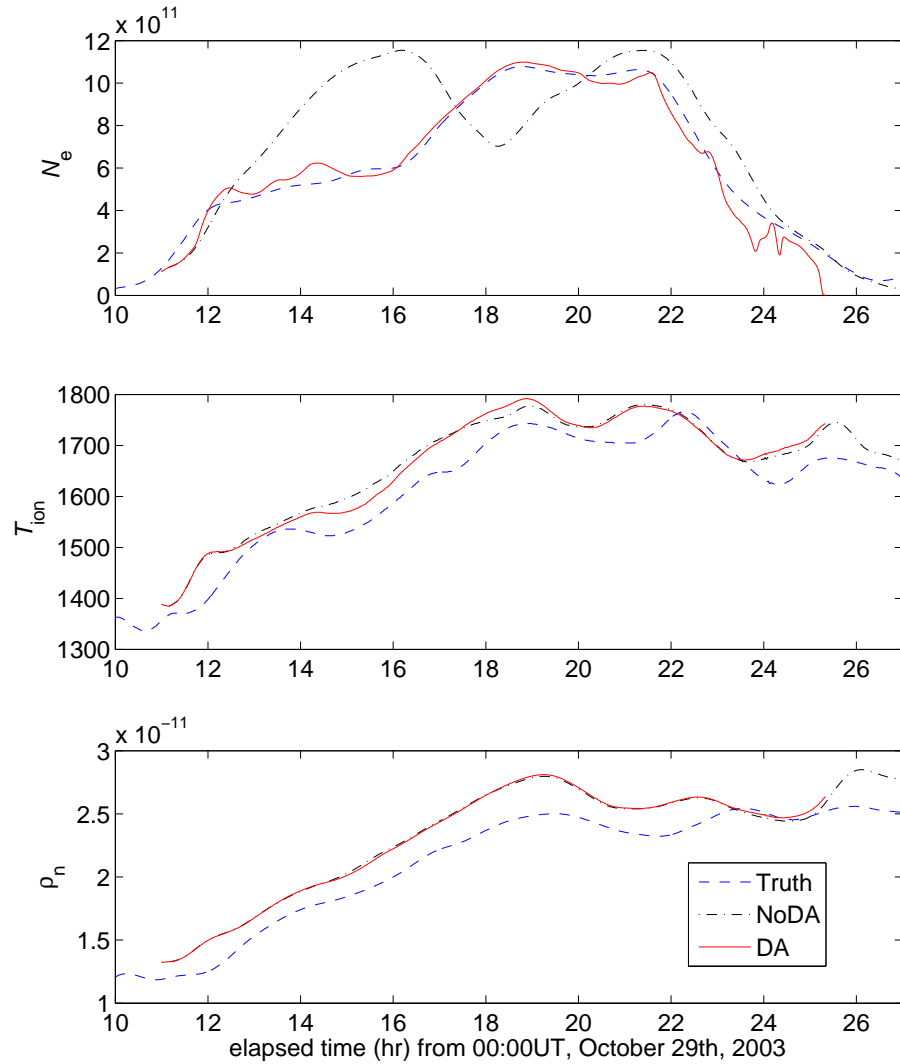 x 10^11
12
10
8
6
4
2
0
N_e
10 12 14 16 18 20 22 24 26
1800
1700
1600
1500
1400
1300
T_ion
10 12 14 16 18 20 22 24 26
x 10^−11
3
2.5
2
1.5
1
ρ_n
Truth
NoDA
DA
10 12 14 16 18 20 22 24 26
elapsed time (hr) from 00:00UT, October 29th, 2003